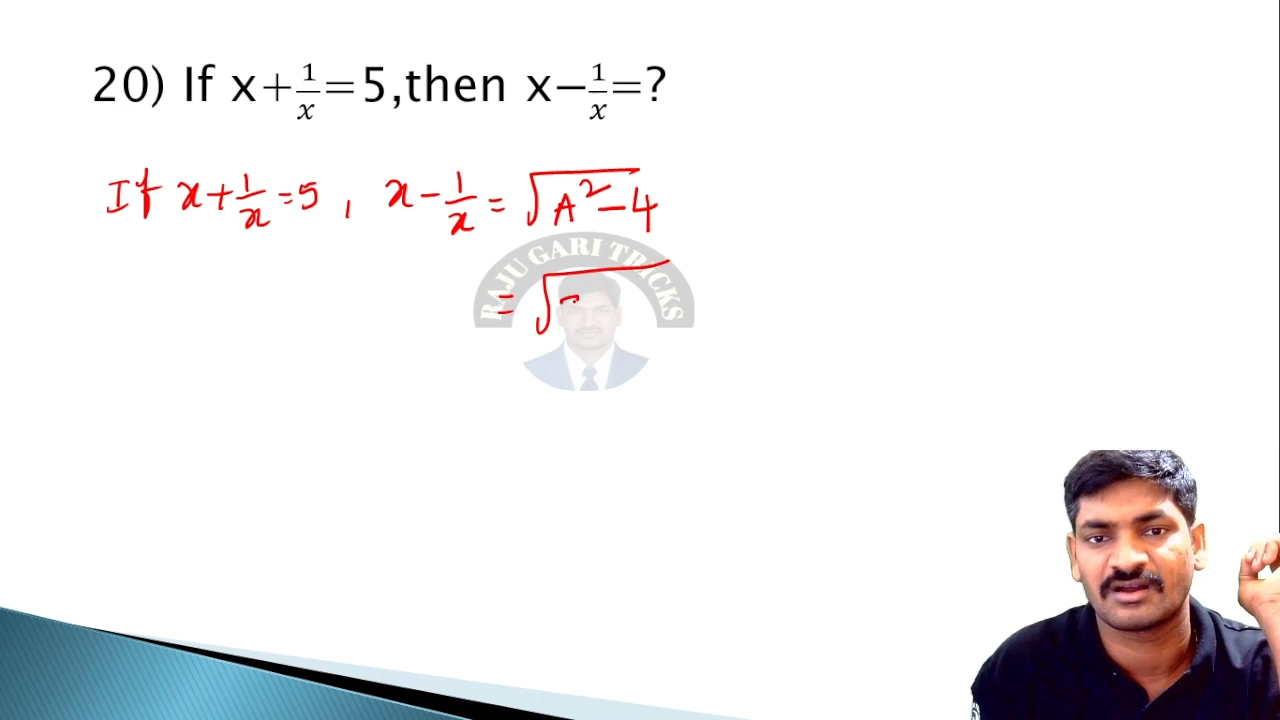 20) If x+1/x=5,then x−1/x=?
If x+1/x=5, x-1/x=√A²-4
=√
RAJU GARI TRICKS